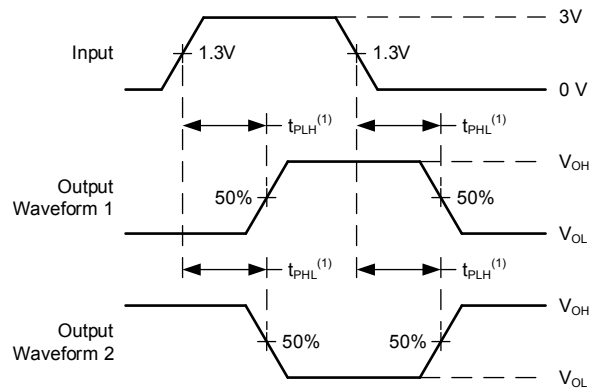 3V
Input
1.3V
1.3V
0 V
tPLH(1)
tPHL(1)
VOH
Output
Waveform 1
50%
50%
VOL
tPHL(1)
tPLH(1)
VOH
Output
Waveform 2
50%
50%
VOL